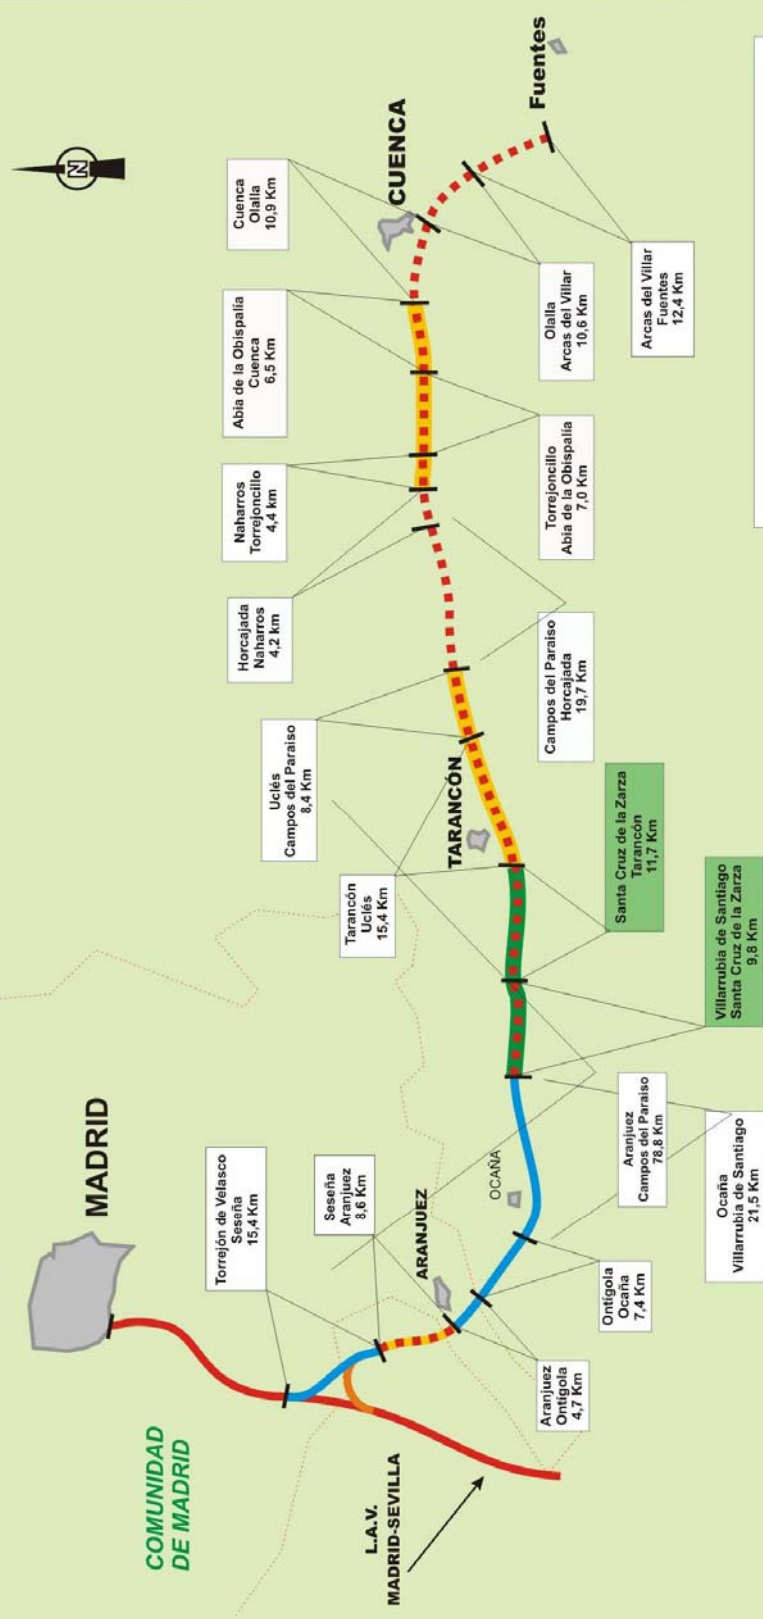 N
MADRID
COMUNIDAD
DE MADRID
L.A.V.
MADRID-SEVILLA
Torrejón de Velasco
Seseña
15,4 Km
Seseña
Aranjuez
8,6 Km
ARANJUEZ
OCAÑA
Aranjuez
Ontígola
4,7 Km
Ontígola
Ocaña
7,4 Km
Aranjuez
Campos del Paraiso
78,8 Km
Ocaña
Villarrubia de Santiago
21,5 Km
Villarrubia de Santiago
Santa Cruz de la Zarza
9,8 Km
Santa Cruz de la Zarza
Tarancón
11,7 Km
Tarancón
Uclés
15,4 Km
TARANCÓN
Uclés
Campos del Paraiso
8,4 Km
Campos del Paraiso
Horcajada
19,7 Km
Horcajada
Naharros
4,2 km
Naharros
Torrejoncillo
4,4 km
Torrejoncillo
Abia de la Obispalía
7,0 Km
Abia de la Obispalía
Cuenca
6,5 Km
Cuenca
Olalla
10,9 Km
CUENCA
Olalla
Arcas del Villar
10,6 Km
Arcas del Villar
Fuentes
12,4 Km
Fuentes